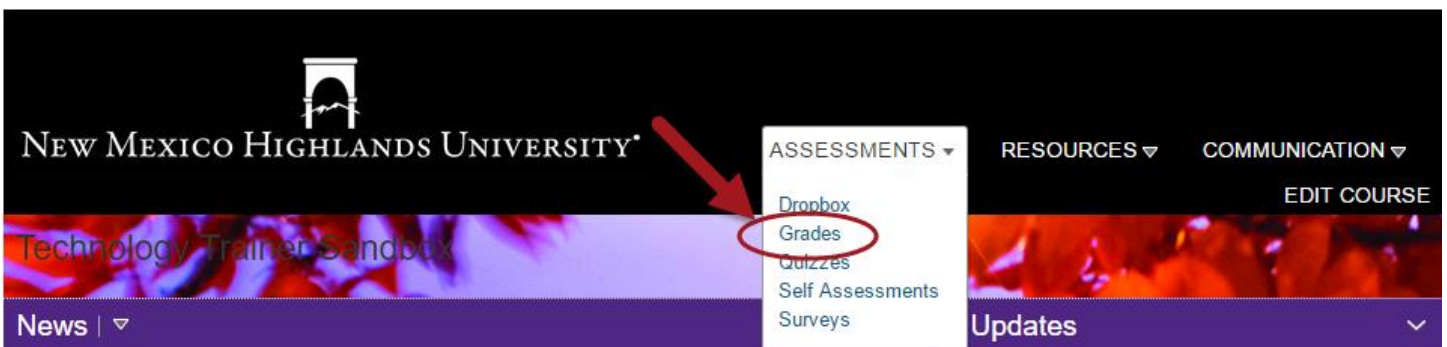 NEW MEXICO HIGHLANDS UNIVERSITY
ASSESSMENTS
RESOURCES
COMMUNICATION
EDIT COURSE
Dropbox
Grades
Quizzes
Self Assessments
Surveys
Technology Trainer Sandbox
News
Updates